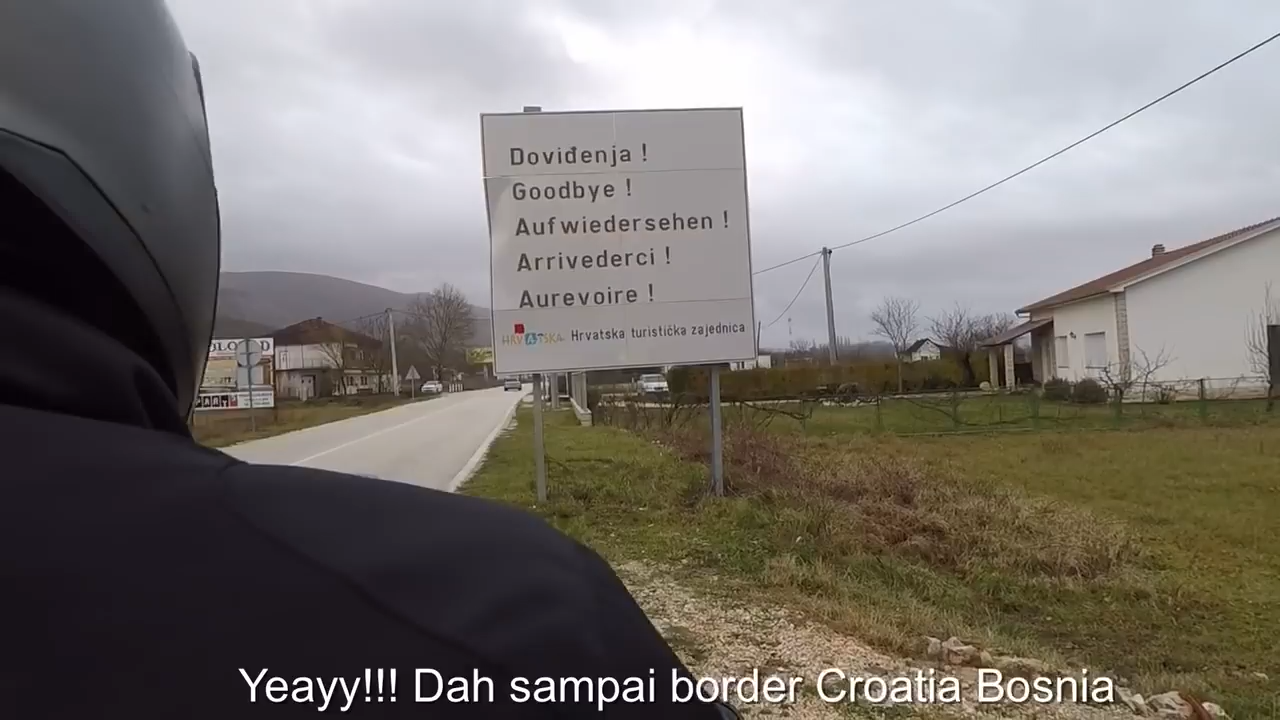 Doviđenja !
Goodbye !
Aufwiedersehen !
Arrivederci !
Aurevoire !
HRVATSKA Hrvatska turistička zajednica
Yeayy!!! Dah sampai border Croatia Bosnia